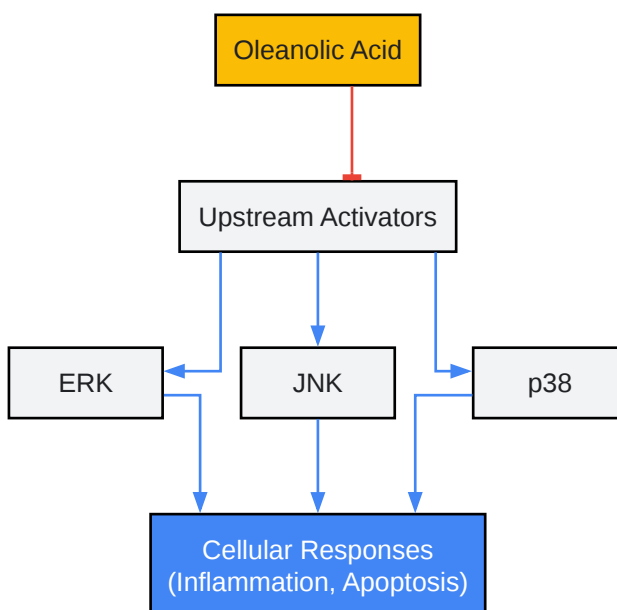 Oleanolic Acid
Upstream Activators
ERK
JNK
p38
Cellular Responses
(Inflammation, Apoptosis)